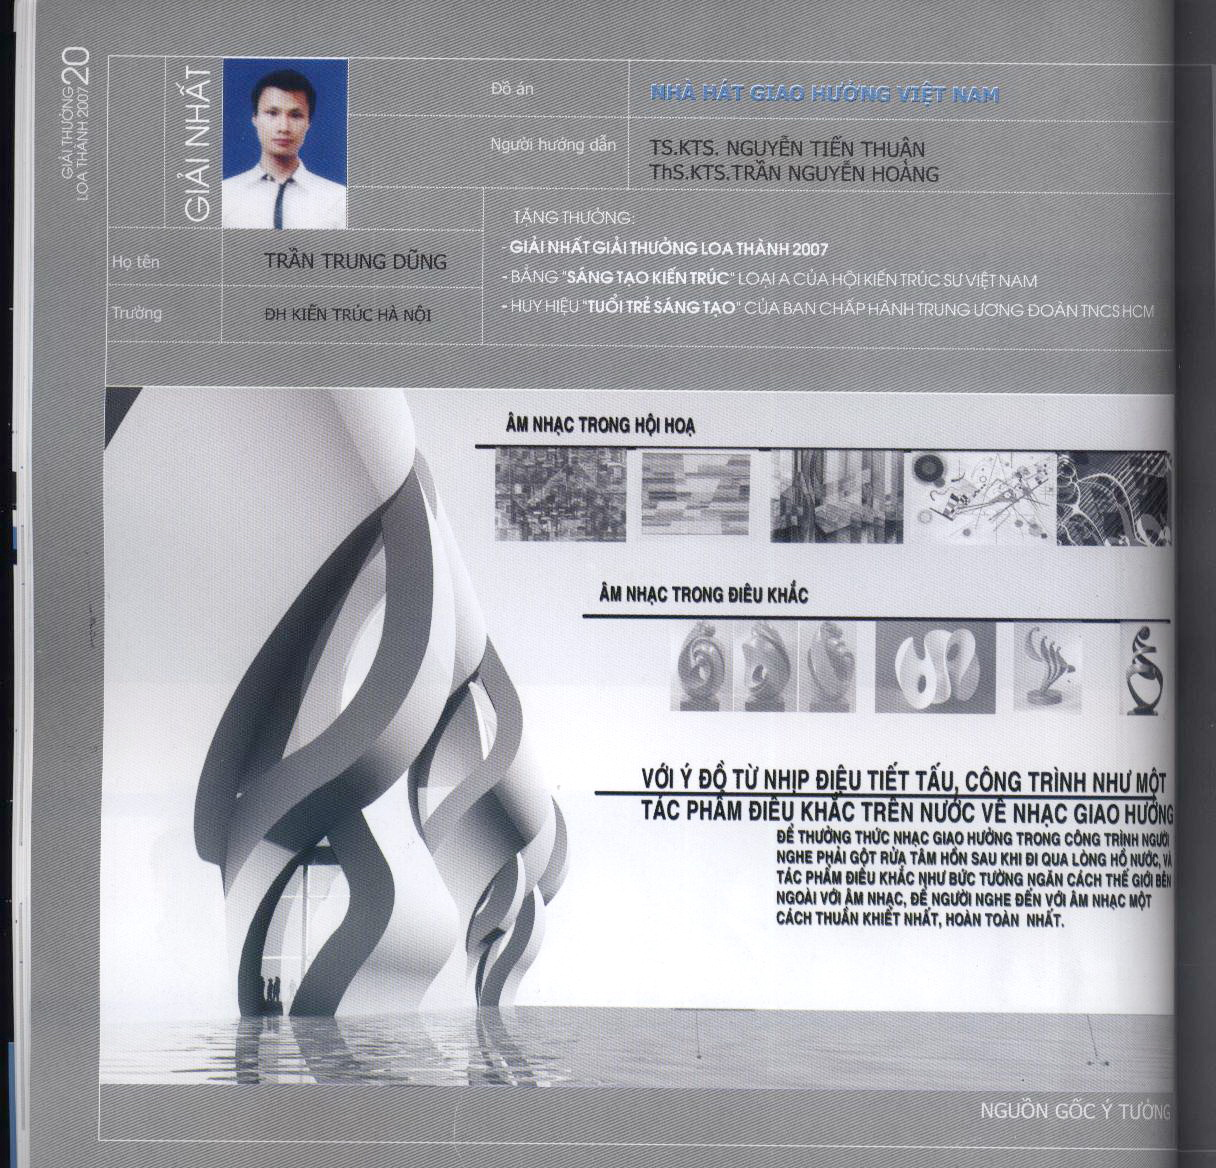 GIẢI THƯỞNG
LOA THÀNH 2007
20
GIẢI NHẤT
Đồ án
NHÀ HÁT GIAO HƯỞNG VIỆT NAM
Người hướng dẫn
TS.KTS. NGUYỄN TIẾN THUẬN
ThS.KTS.TRẦN NGUYỄN HOÀNG
Họ tên
TRẦN TRUNG DŨNG
Trường
ĐH KIẾN TRÚC HÀ NỘI
TẶNG THƯỞNG:
- GIẢI NHẤT GIẢI THƯỞNG LOA THÀNH 2007
- BẰNG "SÁNG TẠO KIẾN TRÚC" LOẠI A CỦA HỘI KIẾN TRÚC SƯ VIỆT NAM
- HUY HIỆU "TUỔI TRẺ SÁNG TẠO" CỦA BAN CHẤP HÀNH TRUNG ƯƠNG ĐOÀN TNCS HCM
ÂM NHẠC TRONG HỘI HOẠ
ÂM NHẠC TRONG ĐIÊU KHẮC
VỚI Ý ĐỒ TỪ NHỊP ĐIỆU TIẾT TẤU, CÔNG TRÌNH NHƯ MỘT
TÁC PHẨM ĐIÊU KHẮC TRÊN NƯỚC VỀ NHẠC GIAO HƯỞNG
ĐỂ THƯỞNG THỨC NHẠC GIAO HƯỞNG TRONG CÔNG TRÌNH NGƯỜI
NGHE PHẢI GỘT RỬA TÂM HỒN SAU KHI ĐI QUA LÒNG HỒ NƯỚC, VÀ
TÁC PHẨM ĐIÊU KHẮC NHƯ BỨC TƯỜNG NGĂN CÁCH THẾ GIỚI BÊN
NGOÀI VỚI ÂM NHẠC, ĐỂ NGƯỜI NGHE ĐẾN VỚI ÂM NHẠC MỘT
CÁCH THUẦN KHIẾT NHẤT, HOÀN TOÀN NHẤT.
NGUỒN GỐC Ý TƯỞNG